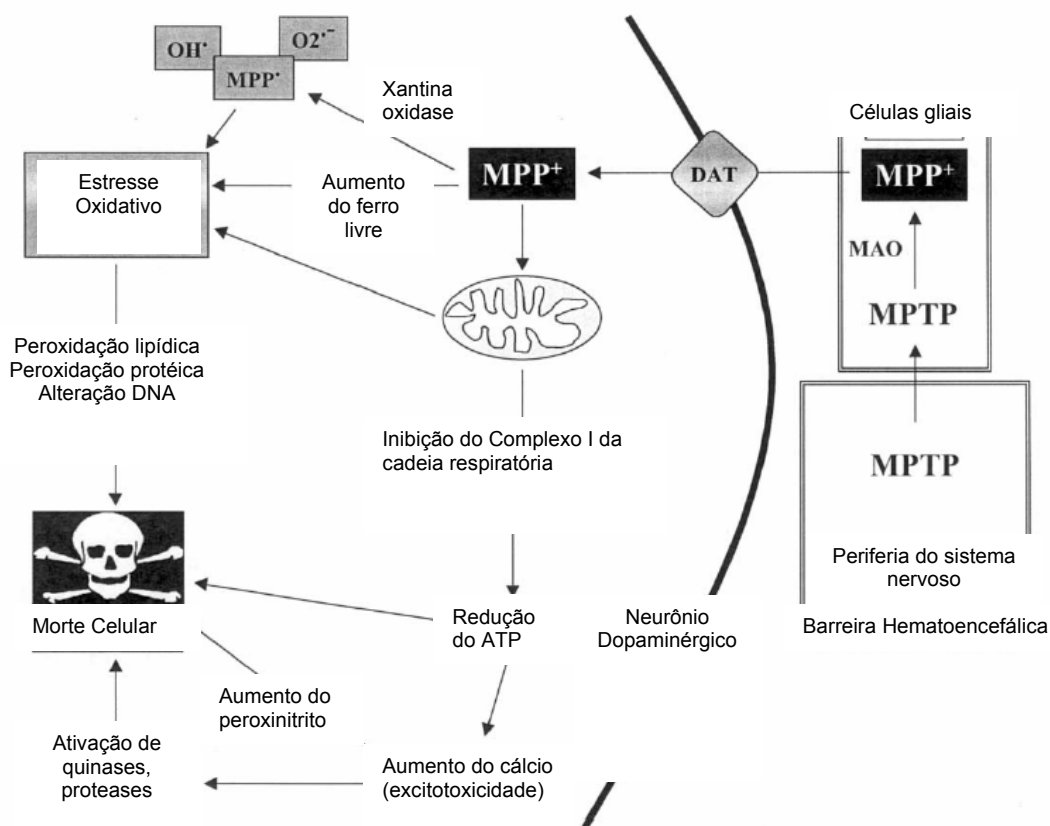 OH·
O2·−
MPP·
Xantina
oxidase
Células gliais
MPP⁺
DAT
MPP⁺
Estresse
Oxidativo
Aumento
do ferro
livre
MAO
MPTP
Peroxidação lipídica
Peroxidação protéica
Alteração DNA
Inibição do Complexo I da
cadeia respiratória
MPTP
Periferia do sistema
nervoso
Morte Celular
Redução
do ATP
Neurônio
Dopaminérgico
Barreira Hematoencefálica
Aumento do
peroxinitrito
Ativação de
quinases,
proteases
Aumento do cálcio
(excitotoxicidade)